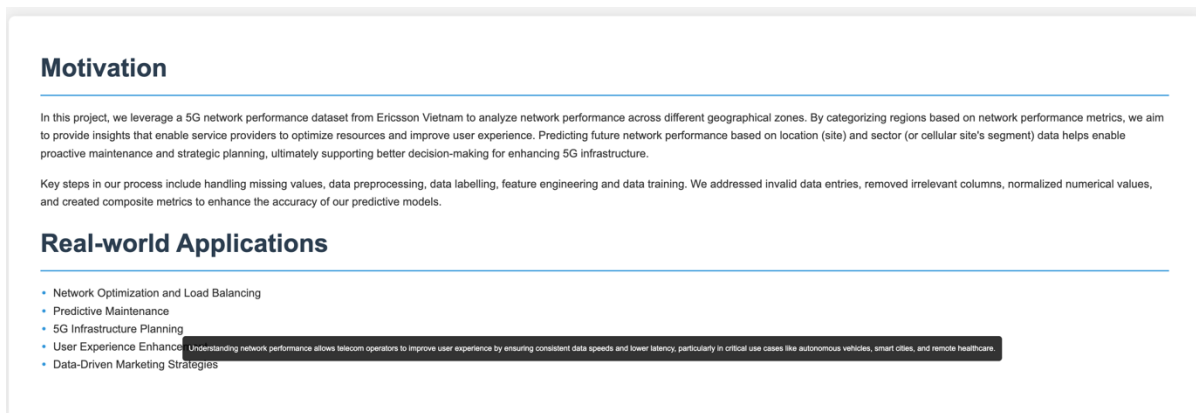 Motivation
In this project, we leverage a 5G network performance dataset from Ericsson Vietnam to analyze network performance across different geographical zones. By categorizing regions based on network performance metrics, we aim
to provide insights that enable service providers to optimize resources and improve user experience. Predicting future network performance based on location (site) and sector (or cellular site's segment) data helps enable
proactive maintenance and strategic planning, ultimately supporting better decision-making for enhancing 5G infrastructure.
Key steps in our process include handling missing values, data preprocessing, data labelling, feature engineering and data training. We addressed invalid data entries, removed irrelevant columns, normalized numerical values,
and created composite metrics to enhance the accuracy of our predictive models.
Real-world Applications
• Network Optimization and Load Balancing
• Predictive Maintenance
• 5G Infrastructure Planning
• User Experience
Understanding network performance allows telecom operators to improve user experience by ensuring consistent data speeds and lower latency, particularly in critical use cases like autonomous vehicles, smart cities, and remote healthcare.
• Data-Driven Marketing Strategies